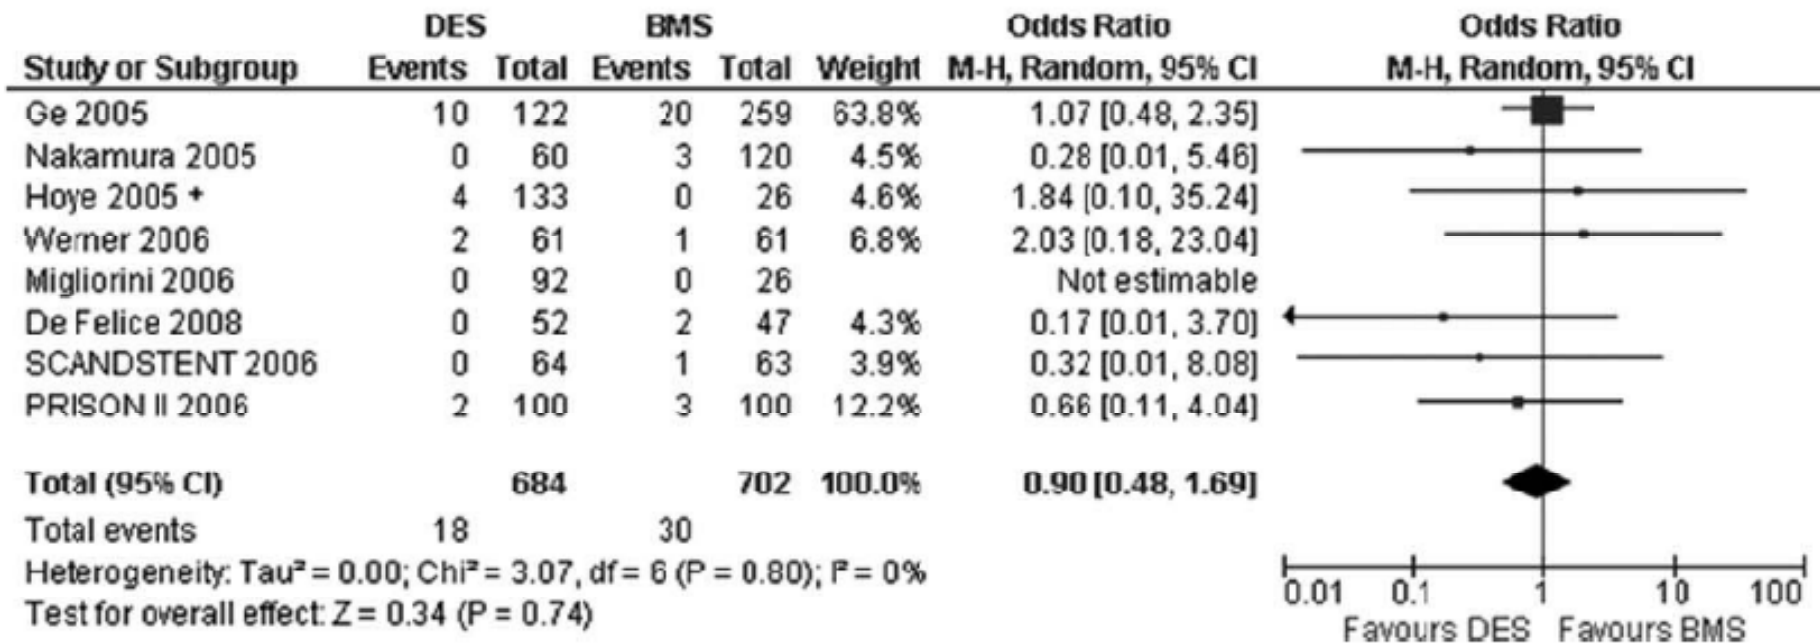 DES BMS Odds Ratio Odds Ratio
Study or Subgroup Events Total Events Total Weight M-H, Random, 95% CI M-H, Random, 95% CI
Ge 2005 10 122 20 259 63.8% 1.07 [0.48, 2.35]
Nakamura 2005 0 60 3 120 4.5% 0.28 [0.01, 5.46]
Hoye 2005 + 4 133 0 26 4.6% 1.84 [0.10, 35.24]
Werner 2006 2 61 1 61 6.8% 2.03 [0.18, 23.04]
Migliorini 2006 0 92 0 26 Not estimable
De Felice 2008 0 52 2 47 4.3% 0.17 [0.01, 3.70]
SCANDSTENT 2006 0 64 1 63 3.9% 0.32 [0.01, 8.08]
PRISON II 2006 2 100 3 100 12.2% 0.66 [0.11, 4.04]
Total (95% CI) 684 702 100.0% 0.90 [0.48, 1.69]
Total events 18 30
Heterogeneity: Tau² = 0.00; Chi² = 3.07, df = 6 (P = 0.80); I² = 0%
Test for overall effect: Z = 0.34 (P = 0.74)
0.01 0.1 1 10 100
Favours DES Favours BMS